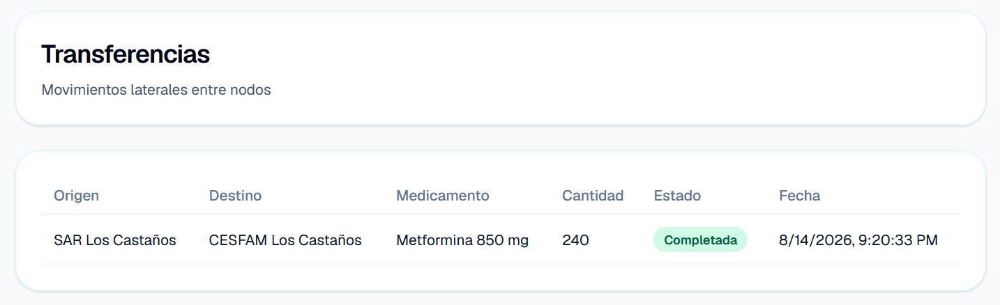 Transferencias
Movimientos laterales entre nodos
Origen Destino Medicamento Cantidad Estado Fecha
SAR Los Castaños CESFAM Los Castaños Metformina 850 mg 240 Completada 8/14/2026, 9:20:33 PM